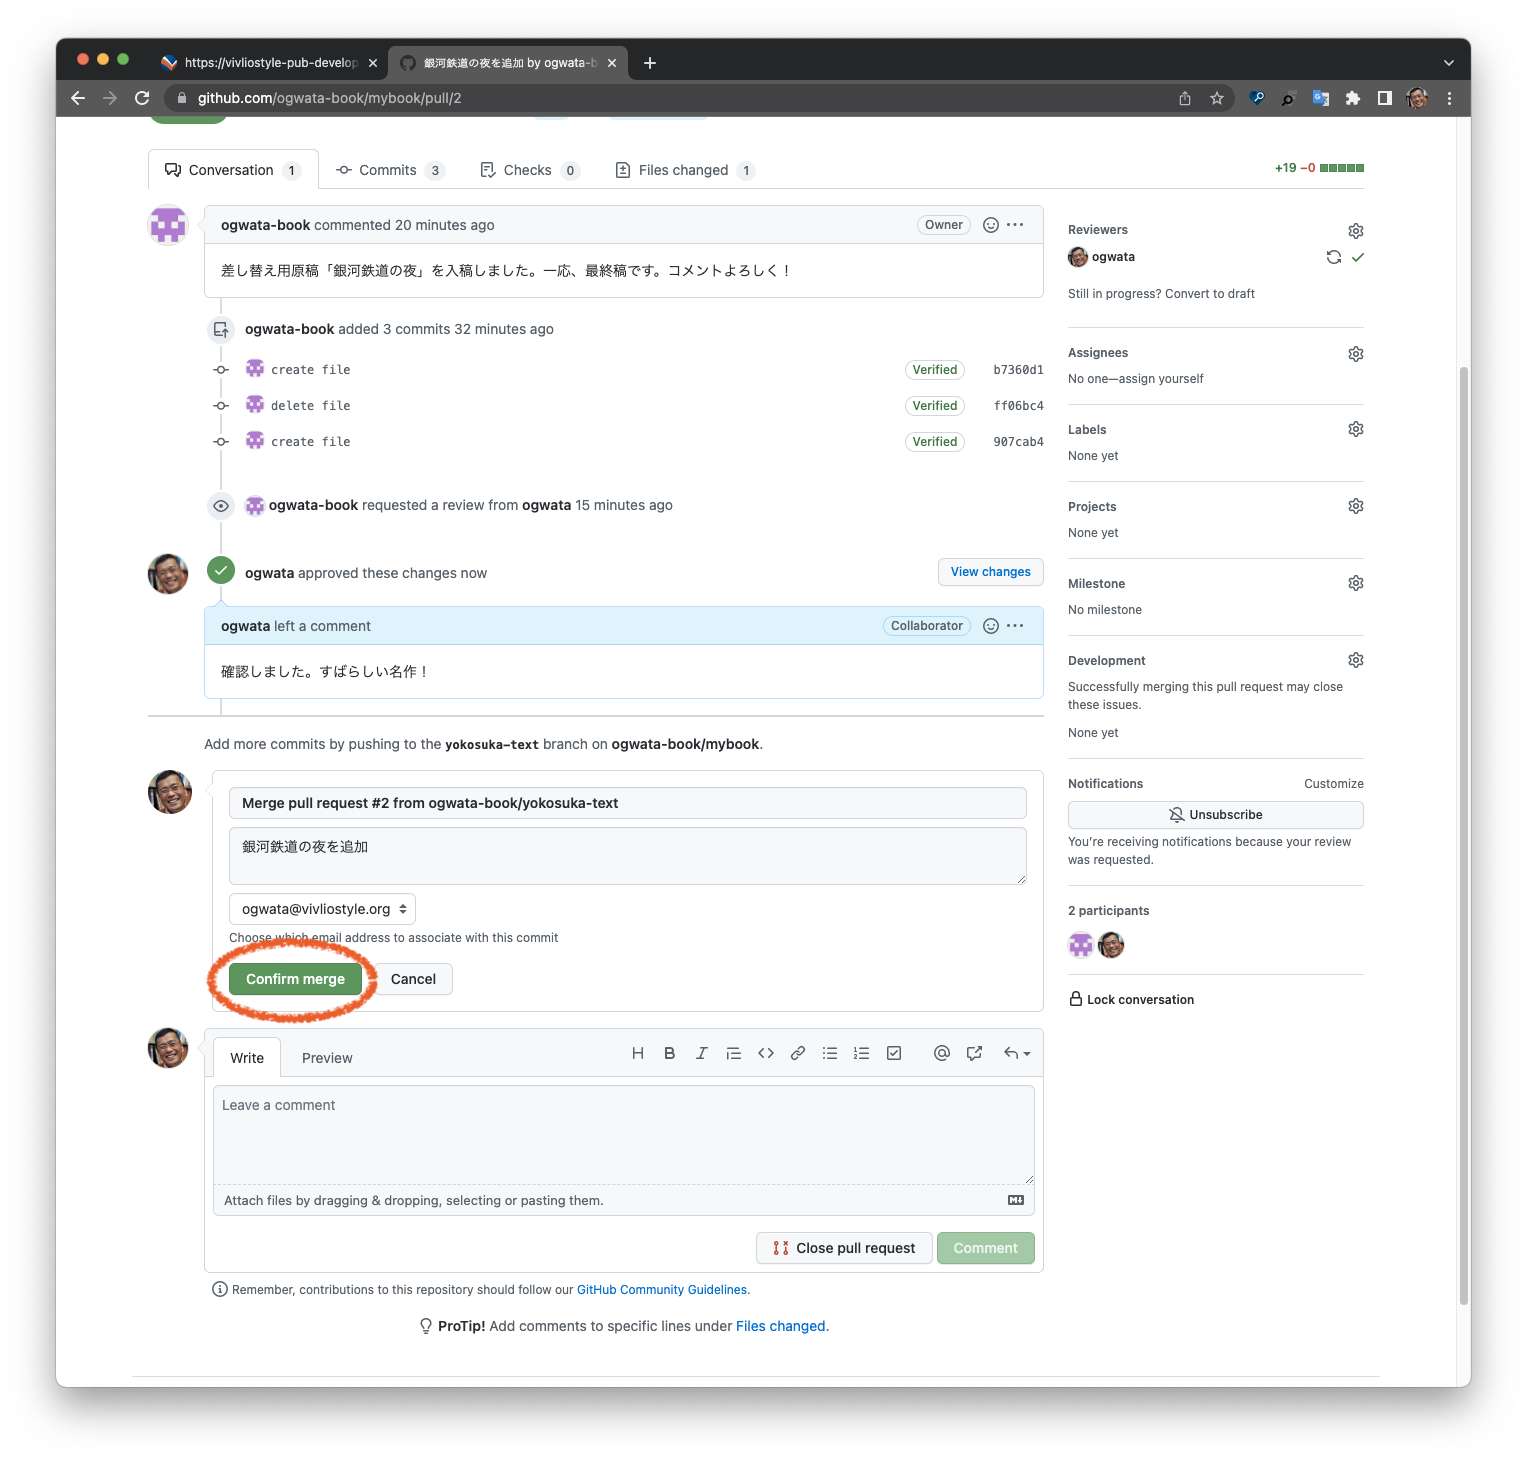 https://vivliostyle-pub-develop
銀河鉄道の夜を追加 by ogwata-b
github.com/ogwata-book/mybook/pull/2
Conversation 1
Commits 3
Checks 0
Files changed 1
+19 −0
ogwata-book commented 20 minutes ago
Owner
差し替え用原稿「銀河鉄道の夜」を入稿しました。一応、最終稿です。コメントよろしく！
ogwata-book added 3 commits 32 minutes ago
create file Verified b7360d1
delete file Verified ff06bc4
create file Verified 907cab4
ogwata-book requested a review from ogwata 15 minutes ago
ogwata approved these changes now
View changes
ogwata left a comment
Collaborator
確認しました。すばらしい名作！
Add more commits by pushing to the yokosuka-text branch on ogwata-book/mybook.
Merge pull request #2 from ogwata-book/yokosuka-text
銀河鉄道の夜を追加
ogwata@vivliostyle.org
Choose which email address to associate with this commit
Confirm merge
Cancel
Write
Preview
Leave a comment
Attach files by dragging & dropping, selecting or pasting them.
Close pull request
Comment
Remember, contributions to this repository should follow our GitHub Community Guidelines.
ProTip! Add comments to specific lines under Files changed.
Reviewers
ogwata
Still in progress? Convert to draft
Assignees
No one—assign yourself
Labels
None yet
Projects
None yet
Milestone
No milestone
Development
Successfully merging this pull request may close
these issues.
None yet
Notifications
Customize
Unsubscribe
You're receiving notifications because your review
was requested.
2 participants
Lock conversation